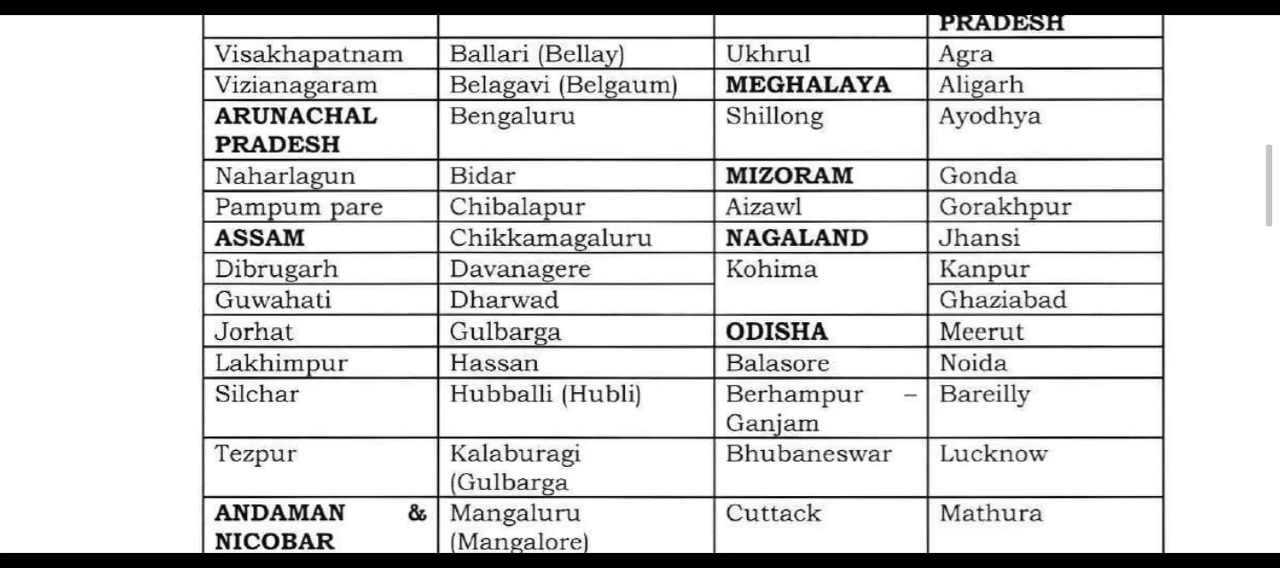 PRADESH
Visakhapatnam Ballari (Bellay) Ukhrul Agra
Vizianagaram Belagavi (Belgaum) MEGHALAYA Aligarh
ARUNACHAL Bengaluru Shillong Ayodhya
PRADESH
Naharlagun Bidar MIZORAM Gonda
Pampum pare Chibalapur Aizawl Gorakhpur
ASSAM Chikkamagaluru NAGALAND Jhansi
Dibrugarh Davanagere Kohima Kanpur
Guwahati Dharwad Ghaziabad
Jorhat Gulbarga ODISHA Meerut
Lakhimpur Hassan Balasore Noida
Silchar Hubballi (Hubli) Berhampur – Bareilly
Ganjam
Tezpur Kalaburagi Bhubaneswar Lucknow
(Gulbarga
ANDAMAN & Mangaluru Cuttack Mathura
NICOBAR (Mangalore)